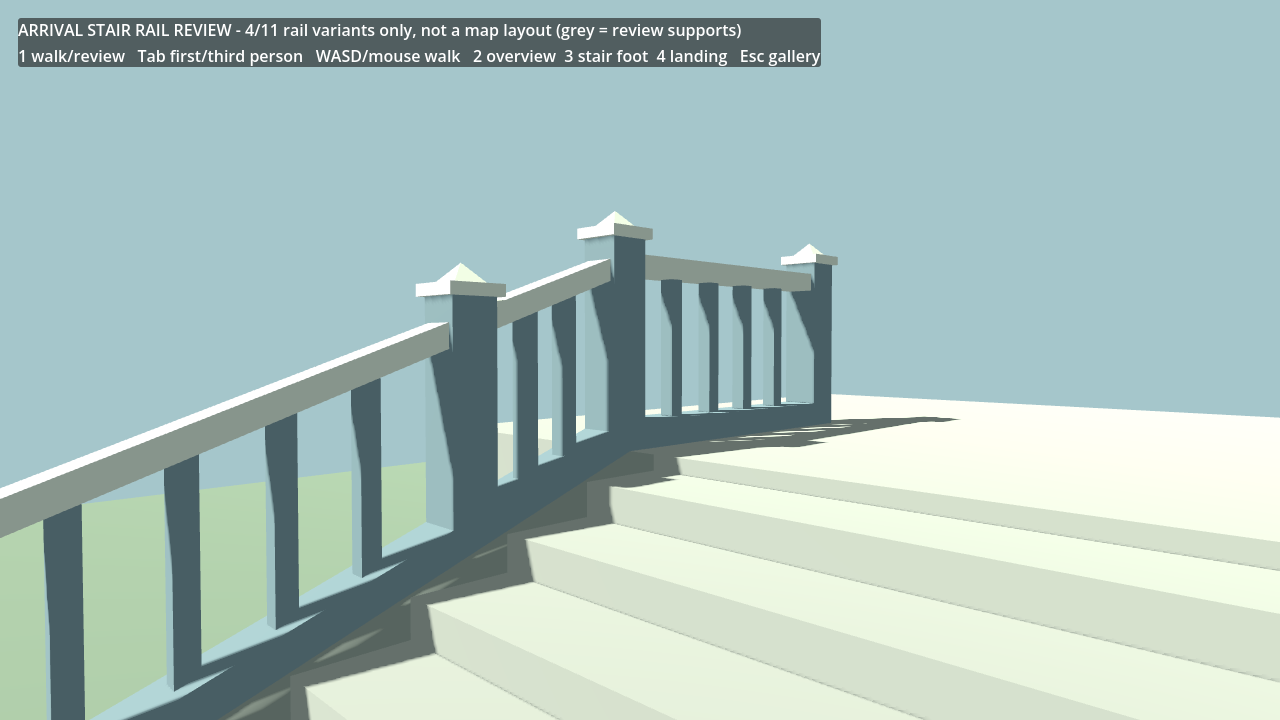 ARRIVAL STAIR RAIL REVIEW - 4/11 rail variants only, not a map layout (grey = review supports)
1 walk/review   Tab first/third person   WASD/mouse walk   2 overview  3 stair foot  4 landing   Esc gallery